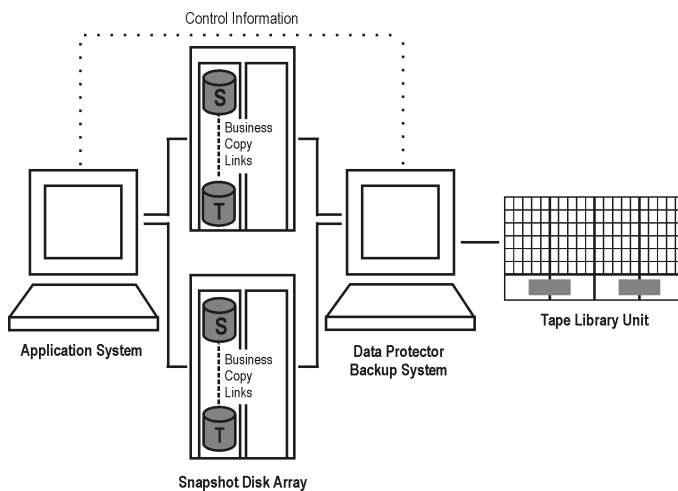 Control Information
S
Business
Copy
Links
T
S
Business
Copy
Links
T
Application System
Data Protector
Backup System
Tape Library Unit
Snapshot Disk Array